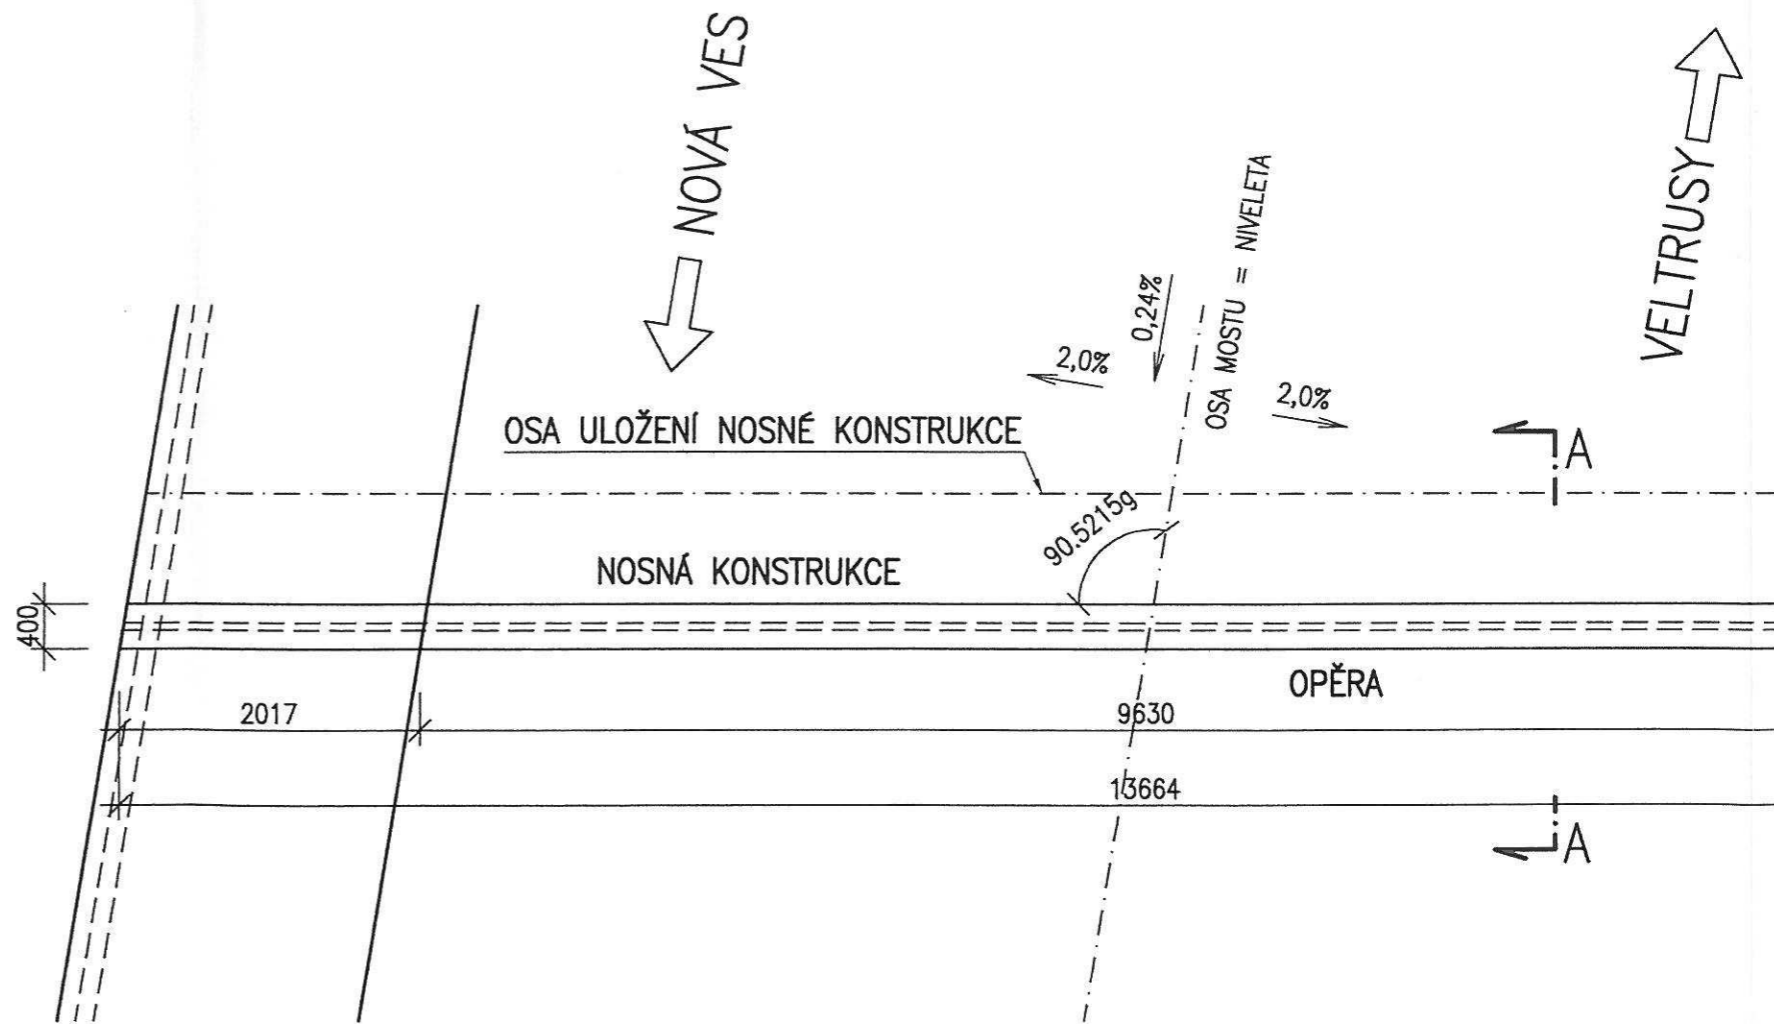 NOVÁ VES
VELTRUSY
OSA MOSTU = NIVELETA
0,24%
2,0%
2,0%
OSA ULOŽENÍ NOSNÉ KONSTRUKCE
A
90.5215g
NOSNÁ KONSTRUKCE
400
OPĚRA
2017
9630
13664
A